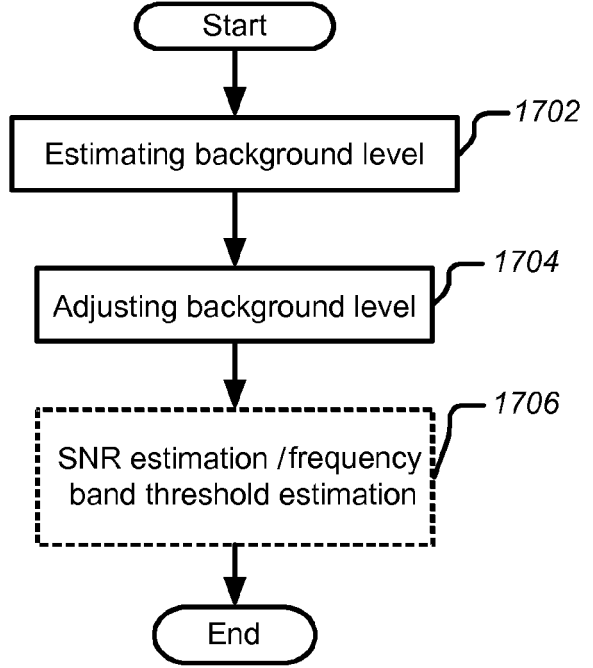 Start
1702
Estimating background level
1704
Adjusting background level
1706
SNR estimation /frequency
band threshold estimation
End